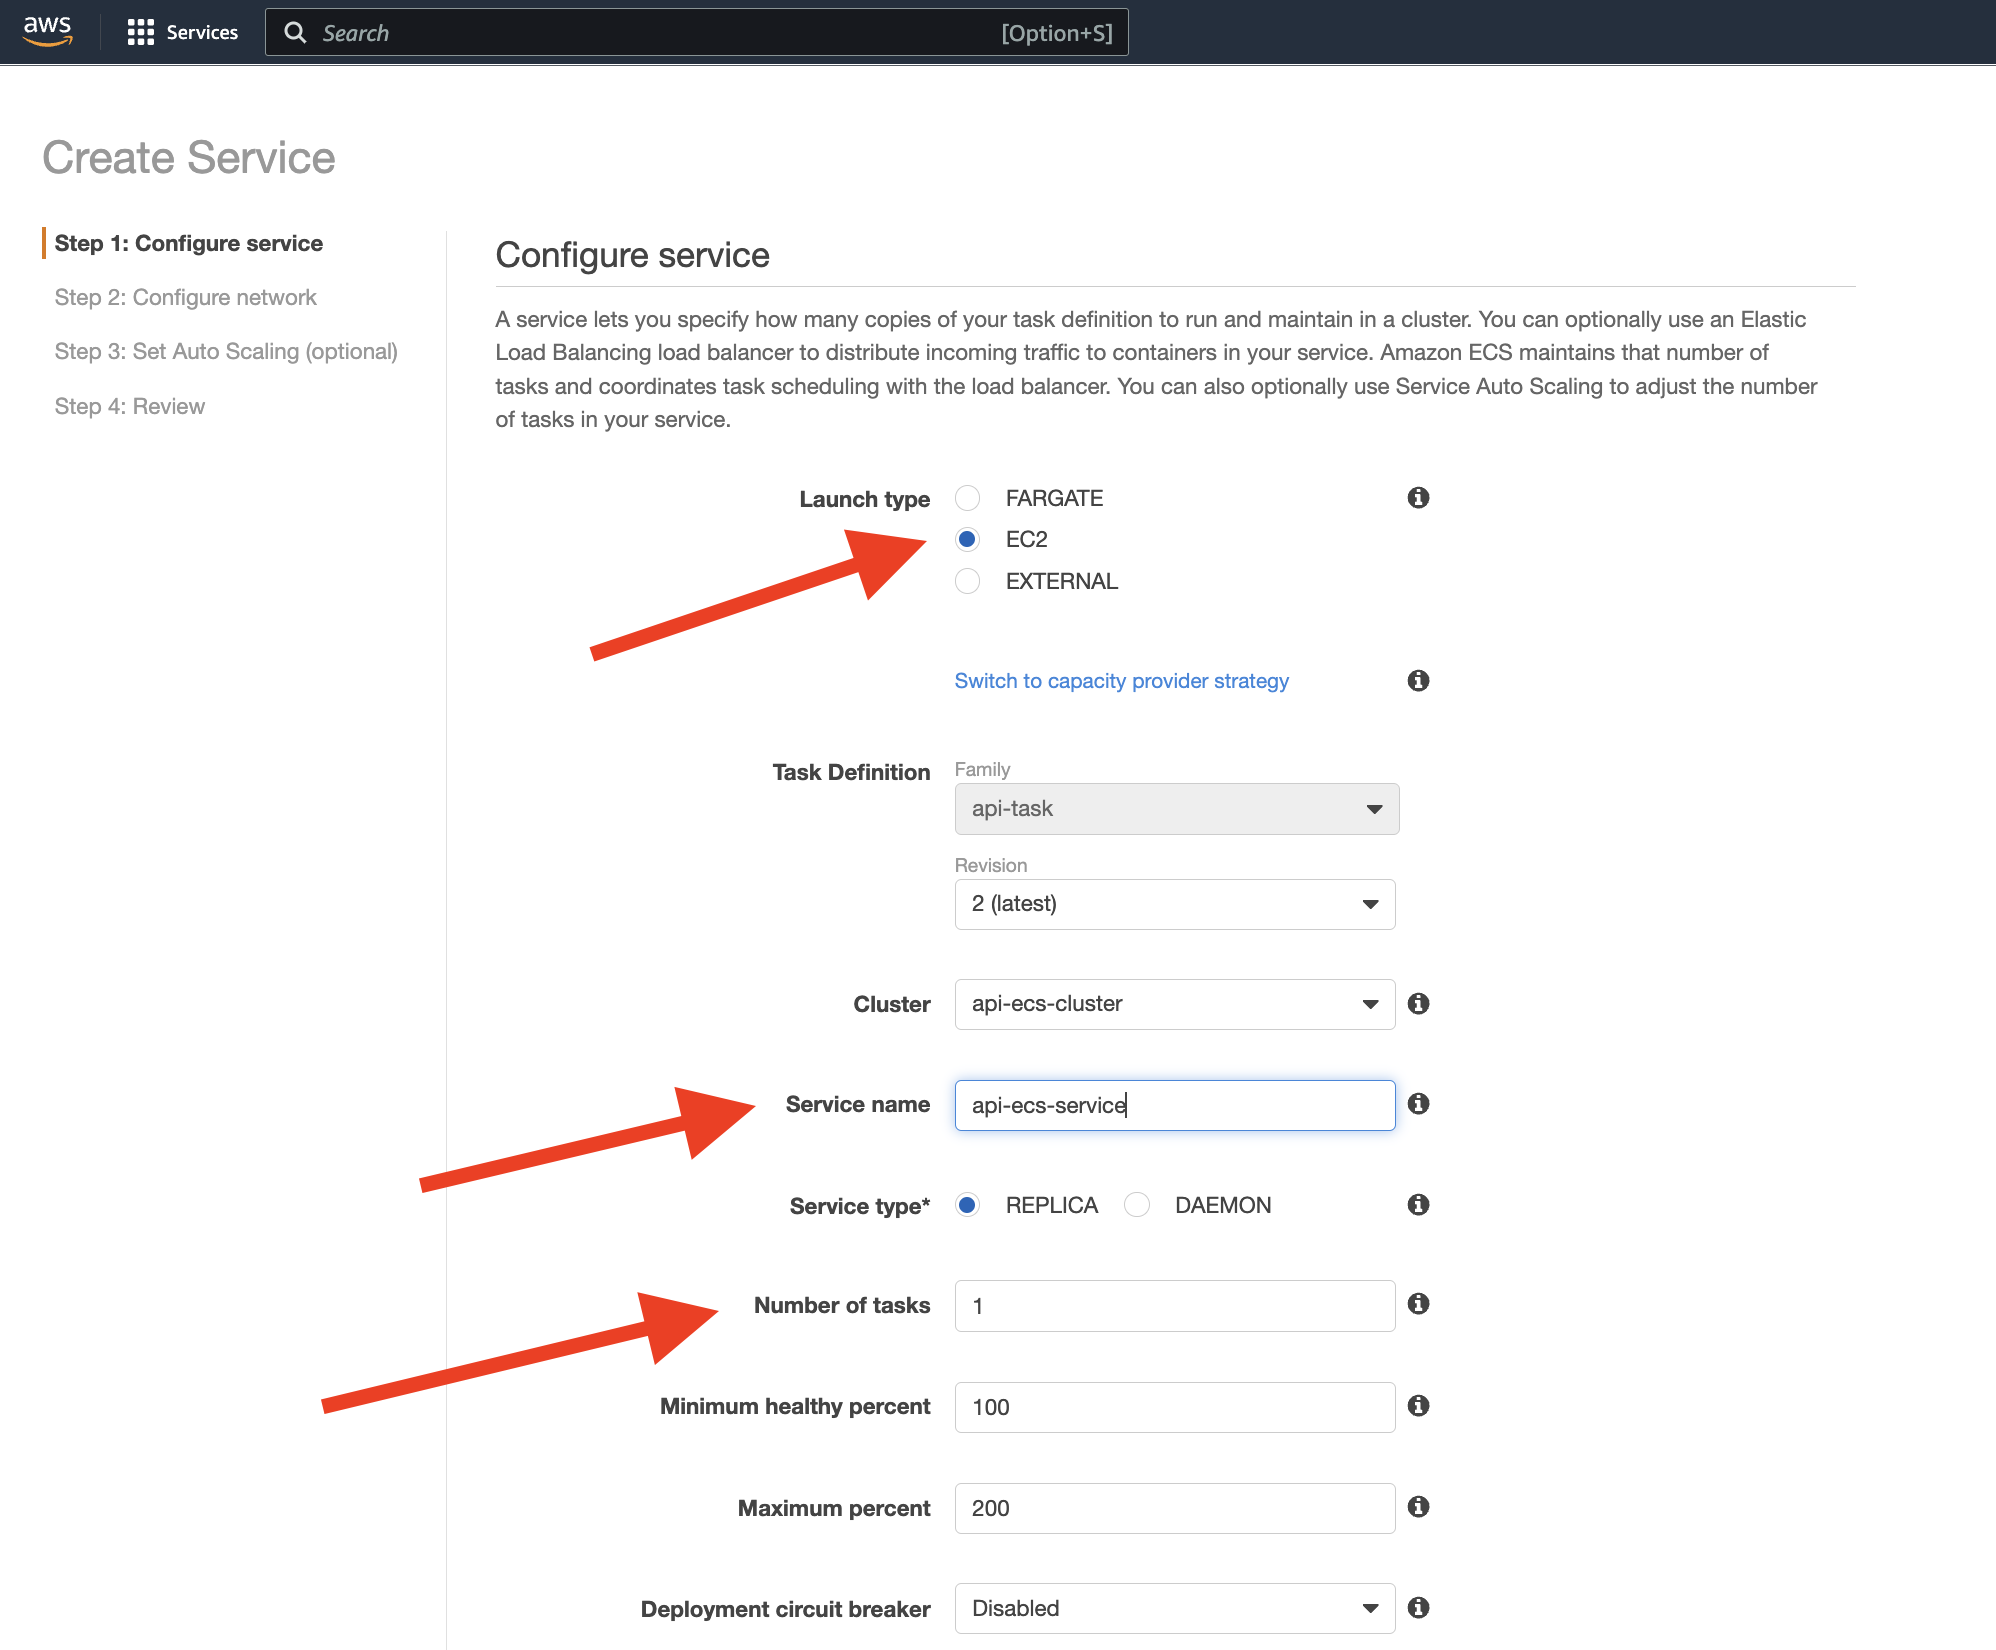 aws
Services
Search
[Option+S]
Create Service
Step 1: Configure service
Step 2: Configure network
Step 3: Set Auto Scaling (optional)
Step 4: Review
Configure service
A service lets you specify how many copies of your task definition to run and maintain in a cluster. You can optionally use an Elastic
Load Balancing load balancer to distribute incoming traffic to containers in your service. Amazon ECS maintains that number of
tasks and coordinates task scheduling with the load balancer. You can also optionally use Service Auto Scaling to adjust the number
of tasks in your service.
Launch type
FARGATE
EC2
EXTERNAL
Switch to capacity provider strategy
Task Definition
Family
api-task
Revision
2 (latest)
Cluster
api-ecs-cluster
Service name
api-ecs-service
Service type*
REPLICA
DAEMON
Number of tasks
1
Minimum healthy percent
100
Maximum percent
200
Deployment circuit breaker
Disabled